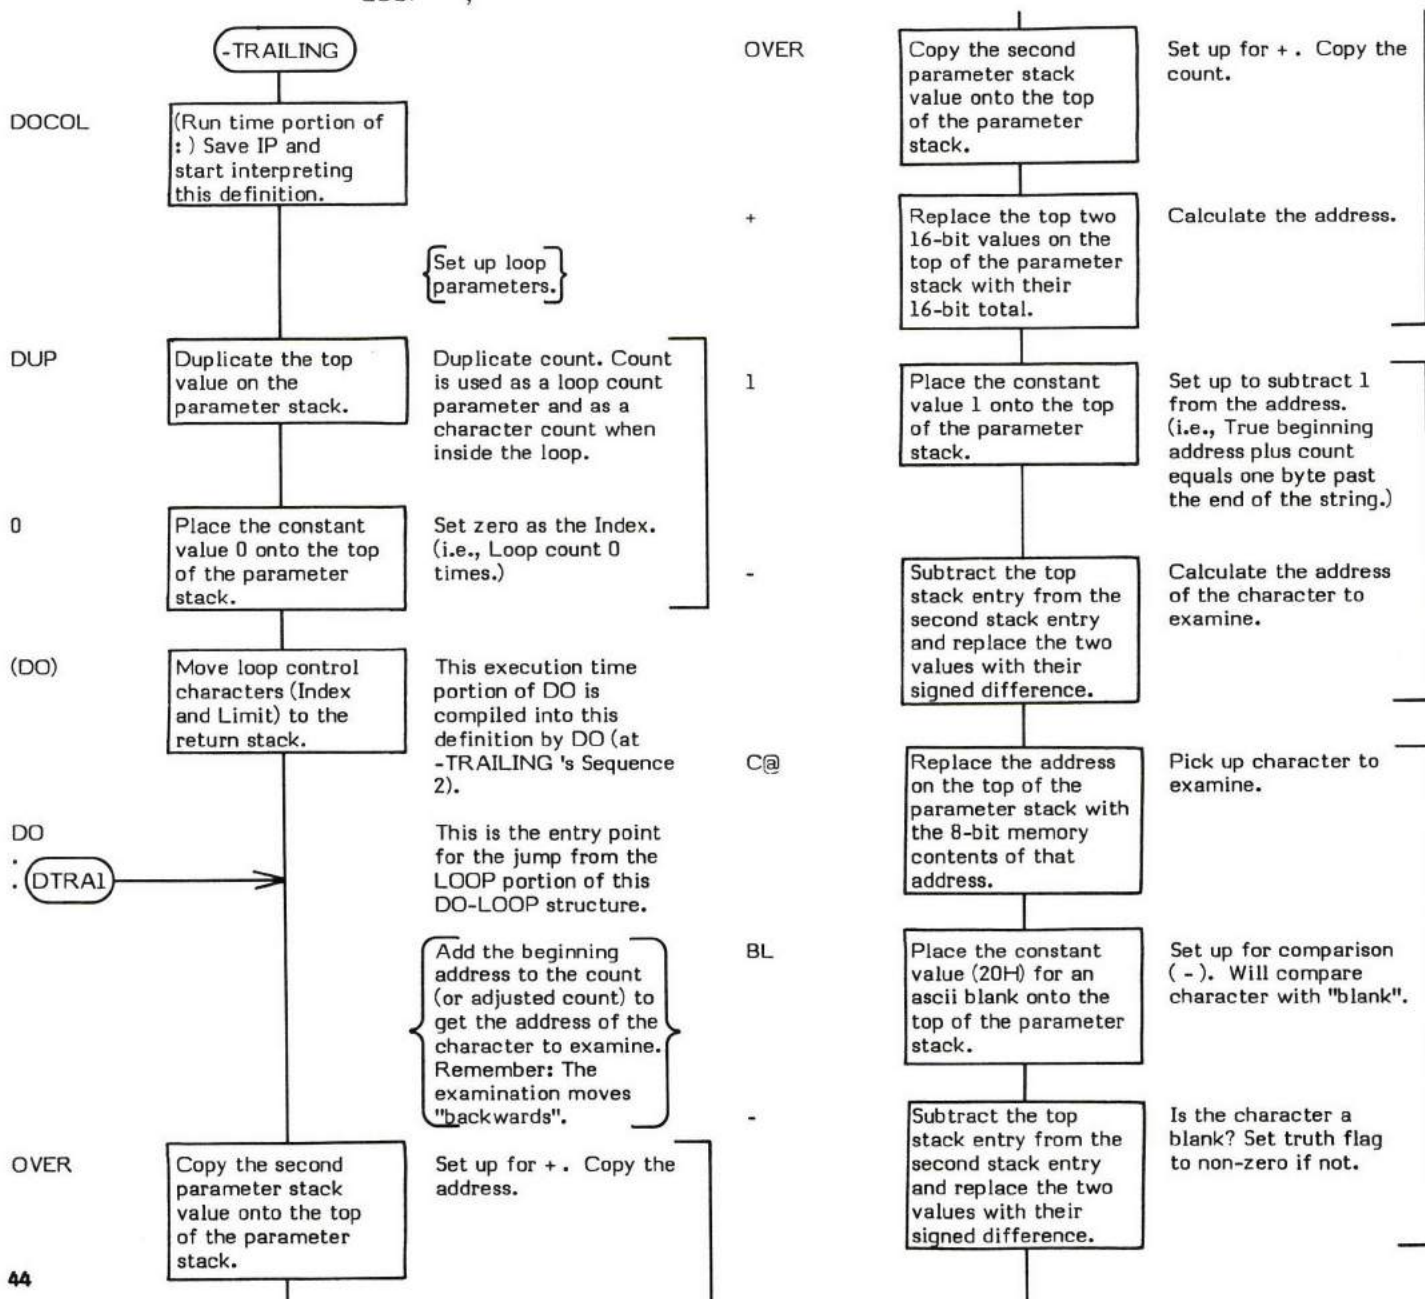 -TRAILING
DOCOL
(Run time portion of
: ) Save IP and
start interpreting
this definition.
{Set up loop
parameters.}
DUP
Duplicate the top
value on the
parameter stack.
Duplicate count. Count
is used as a loop count
parameter and as a
character count when
inside the loop.
0
Place the constant
value 0 onto the top
of the parameter
stack.
Set zero as the Index.
(i.e., Loop count 0
times.)
(DO)
Move loop control
characters (Index
and Limit) to the
return stack.
This execution time
portion of DO is
compiled into this
definition by DO (at
-TRAILING 's Sequence
2).
DO
:
. DTRA1
This is the entry point
for the jump from the
LOOP portion of this
DO-LOOP structure.
Add the beginning
address to the count
(or adjusted count) to
get the address of the
character to examine.
Remember: The
examination moves
"backwards".
OVER
Copy the second
parameter stack
value onto the top
of the parameter
stack.
Set up for + . Copy the
address.
44
OVER
Copy the second
parameter stack
value onto the top
of the parameter
stack.
Set up for + . Copy the
count.
+
Replace the top two
16-bit values on the
top of the parameter
stack with their
16-bit total.
Calculate the address.
1
Place the constant
value 1 onto the top
of the parameter
stack.
Set up to subtract 1
from the address.
(i.e., True beginning
address plus count
equals one byte past
the end of the string.)
-
Subtract the top
stack entry from the
second stack entry
and replace the two
values with their
signed difference.
Calculate the address
of the character to
examine.
C@
Replace the address
on the top of the
parameter stack with
the 8-bit memory
contents of that
address.
Pick up character to
examine.
BL
Place the constant
value (20H) for an
ascii blank onto the
top of the parameter
stack.
Set up for comparison
( - ). Will compare
character with "blank".
-
Subtract the top
stack entry from the
second stack entry
and replace the two
values with their
signed difference.
Is the character a
blank? Set truth flag
to non-zero if not.